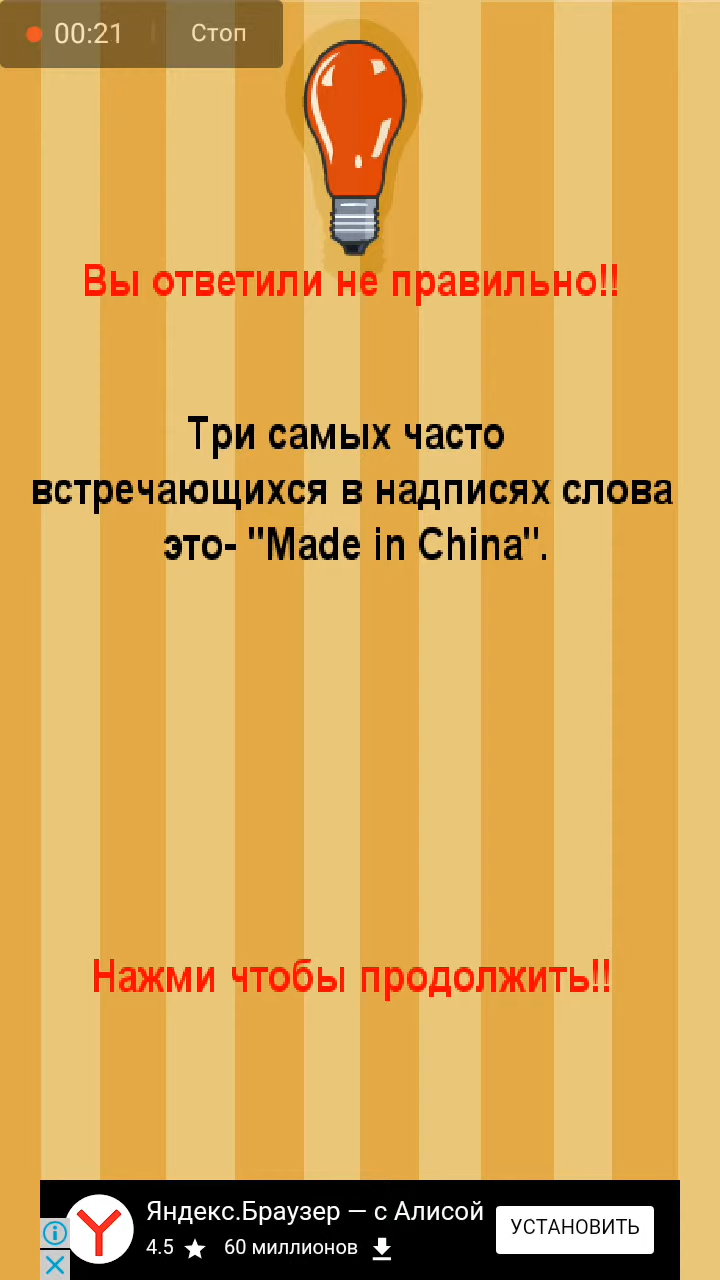 00:21 Стоп
Вы ответили не правильно!!
Три самых часто
встречающихся в надписях слова
это- "Made in China".
Нажми чтобы продолжить!!
Яндекс.Браузер — с Алисой
4.5 60 миллионов
УСТАНОВИТЬ